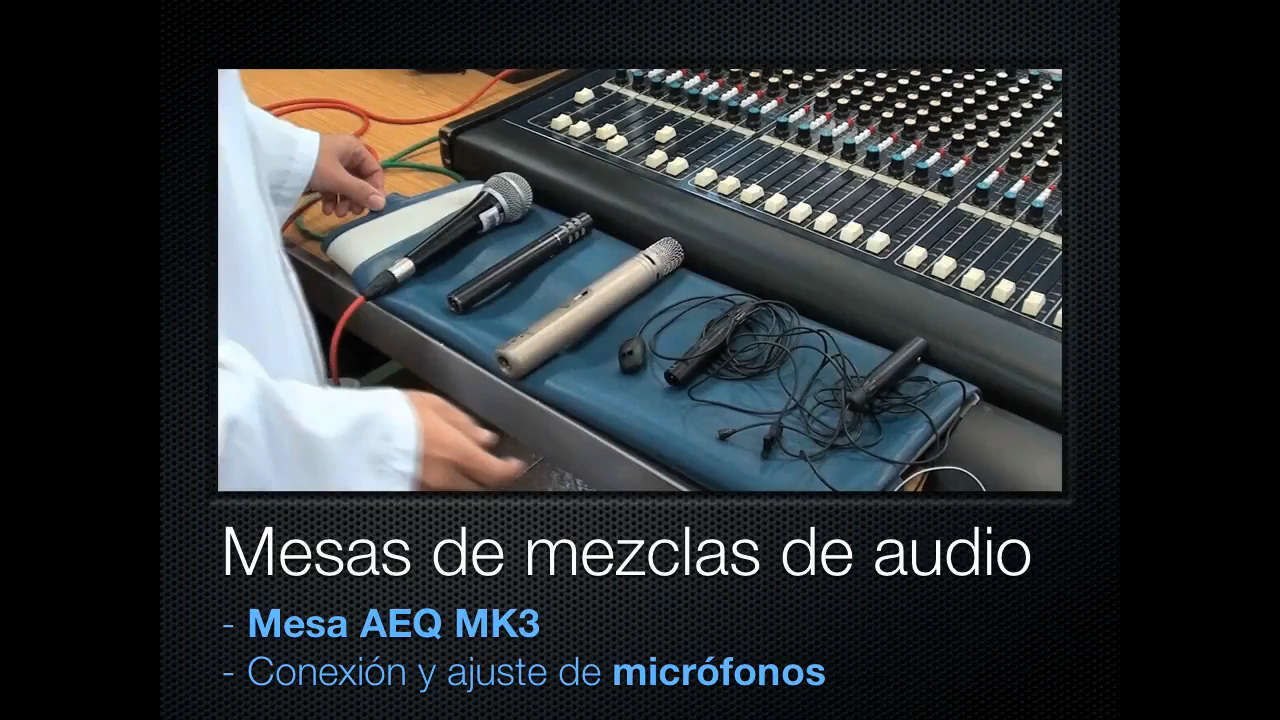 Mesas de mezclas de audio
- Mesa AEQ MK3
- Conexión y ajuste de micrófonos